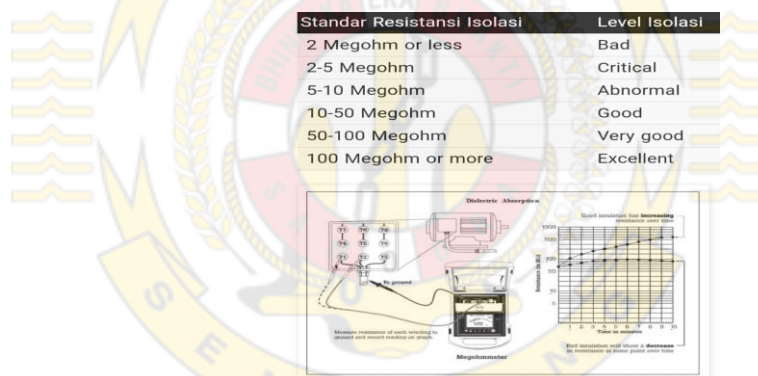 Standar Resistansi Isolasi Level Isolasi
2 Megohm or less Bad
2-5 Megohm Critical
5-10 Megohm Abnormal
10-50 Megohm Good
50-100 Megohm Very good
100 Megohm or more Excellent
Dielectric Absorption
Good insulation has increasing
resistance over time
To ground
Measure resistance of each winding to
ground and record reading on graph.
Megohmmeter
Time in minutes
Bad insulation will show a decrease
in resistance at some point over time